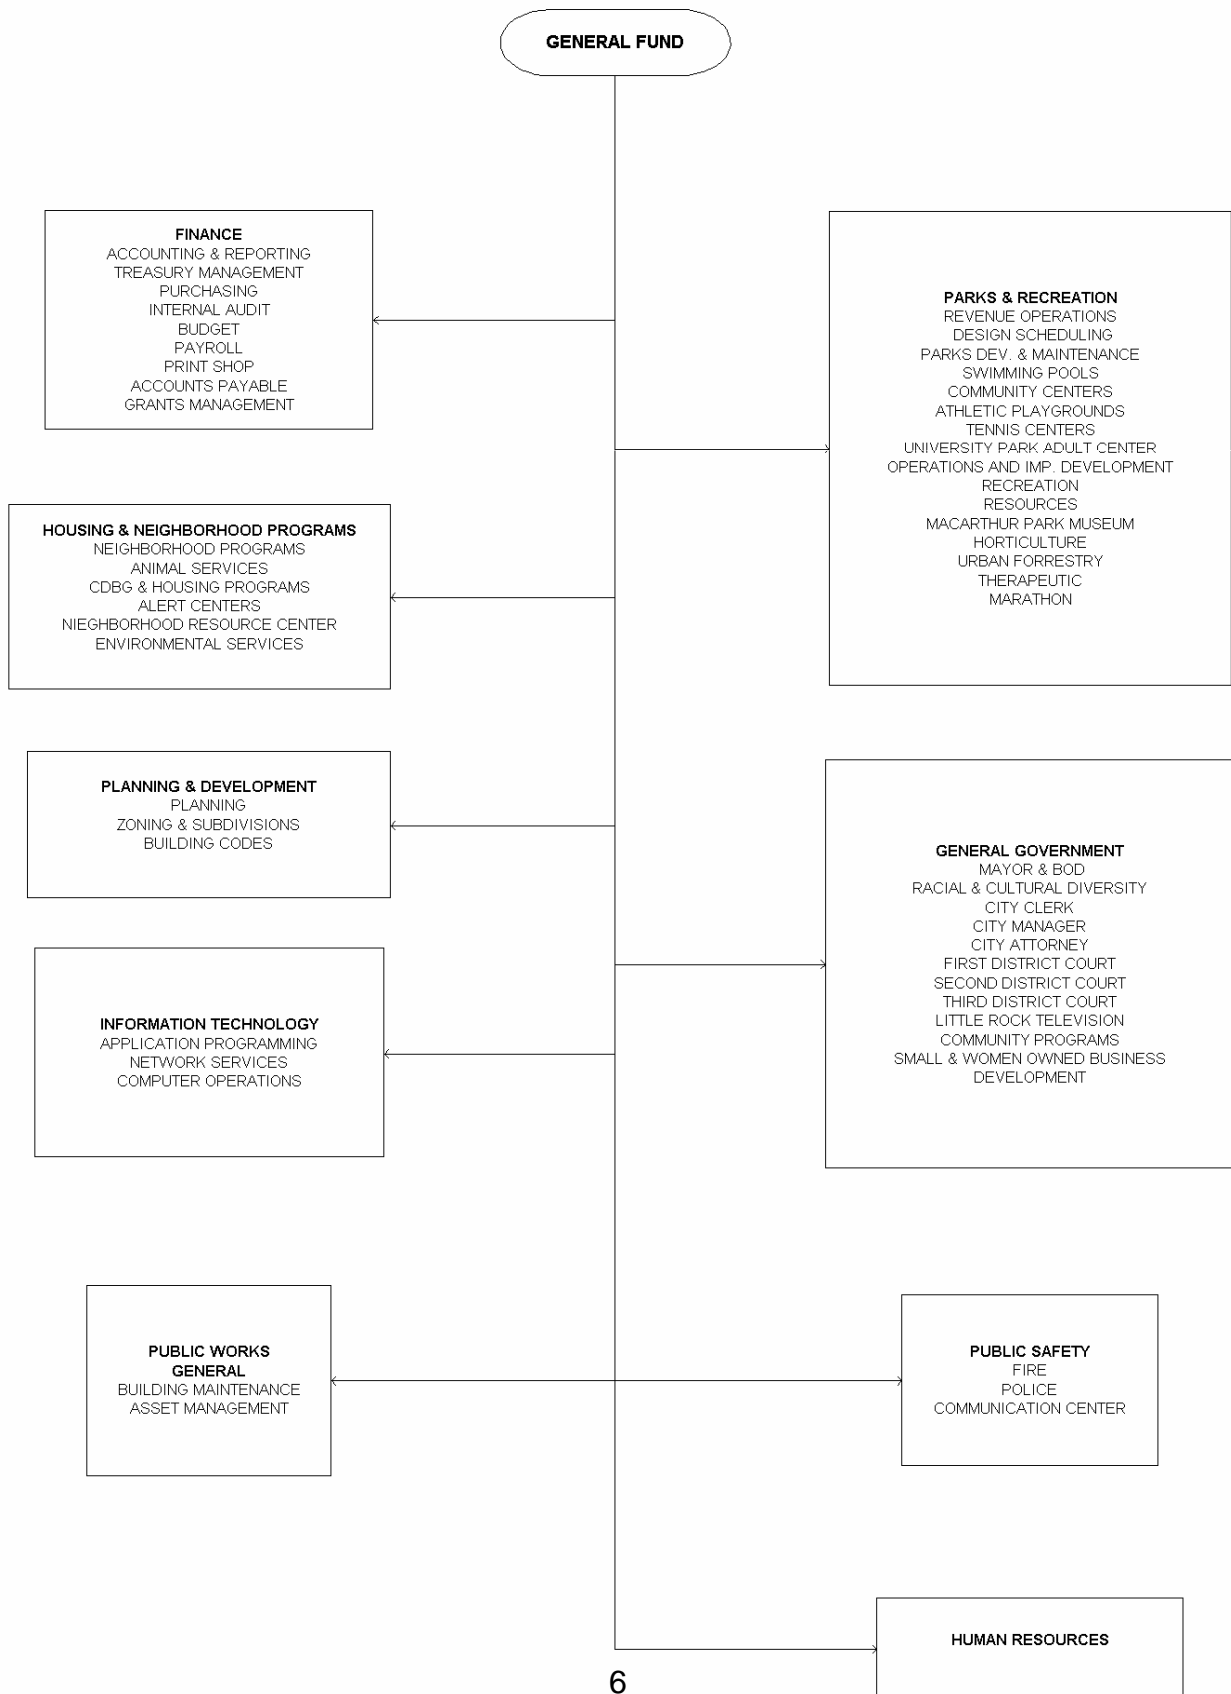 GENERAL FUND
FINANCE
ACCOUNTING & REPORTING
TREASURY MANAGEMENT
PURCHASING
INTERNAL AUDIT
BUDGET
PAYROLL
PRINT SHOP
ACCOUNTS PAYABLE
GRANTS MANAGEMENT
PARKS & RECREATION
REVENUE OPERATIONS
DESIGN SCHEDULING
PARKS DEV. & MAINTENANCE
SWIMMING POOLS
COMMUNITY CENTERS
ATHLETIC PLAYGROUNDS
TENNIS CENTERS
UNIVERSITY PARK ADULT CENTER
OPERATIONS AND IMP. DEVELOPMENT
RECREATION
RESOURCES
MACARTHUR PARK MUSEUM
HORTICULTURE
URBAN FORRESTRY
THERAPEUTIC
MARATHON
HOUSING & NEIGHBORHOOD PROGRAMS
NEIGHBORHOOD PROGRAMS
ANIMAL SERVICES
CDBG & HOUSING PROGRAMS
ALERT CENTERS
NIEGHBORHOOD RESOURCE CENTER
ENVIRONMENTAL SERVICES
PLANNING & DEVELOPMENT
PLANNING
ZONING & SUBDIVISIONS
BUILDING CODES
GENERAL GOVERNMENT
MAYOR & BOD
RACIAL & CULTURAL DIVERSITY
CITY CLERK
CITY MANAGER
CITY ATTORNEY
FIRST DISTRICT COURT
SECOND DISTRICT COURT
THIRD DISTRICT COURT
LITTLE ROCK TELEVISION
COMMUNITY PROGRAMS
SMALL & WOMEN OWNED BUSINESS
DEVELOPMENT
INFORMATION TECHNOLOGY
APPLICATION PROGRAMMING
NETWORK SERVICES
COMPUTER OPERATIONS
PUBLIC WORKS
GENERAL
BUILDING MAINTENANCE
ASSET MANAGEMENT
PUBLIC SAFETY
FIRE
POLICE
COMMUNICATION CENTER
HUMAN RESOURCES
6